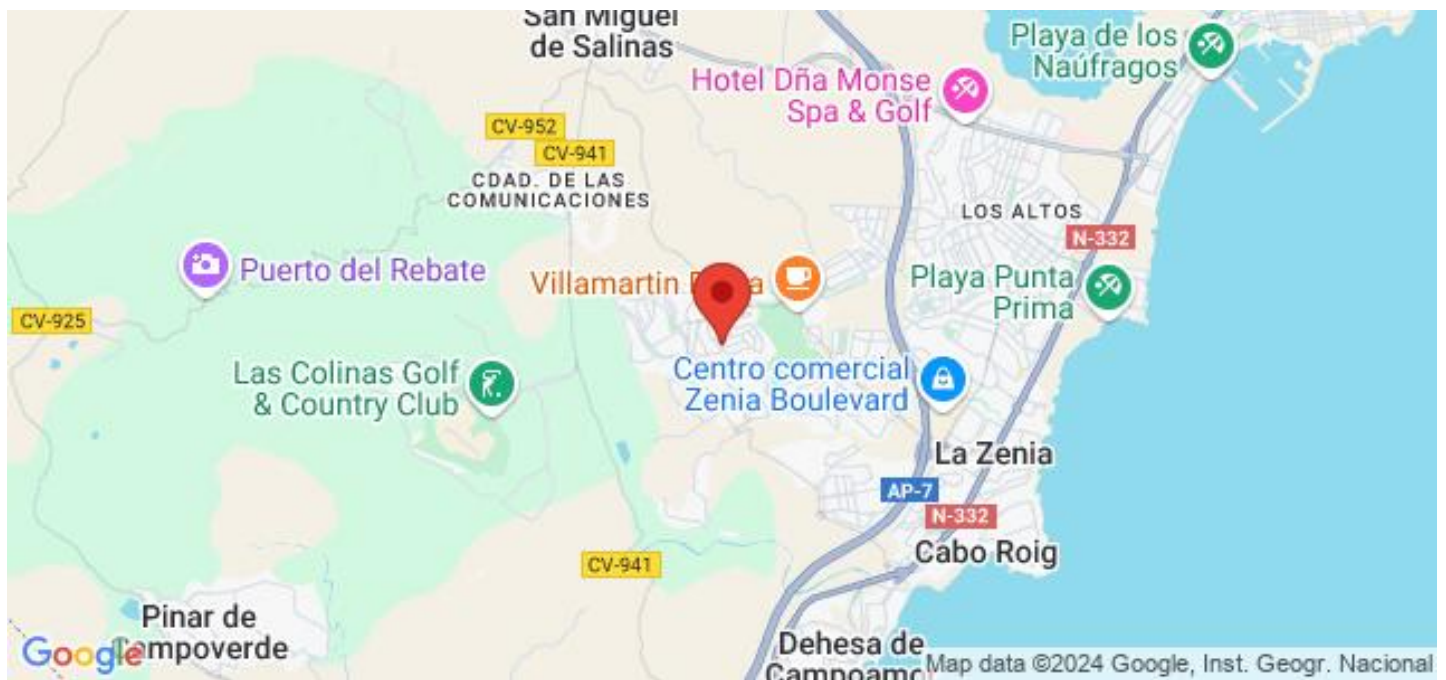 San Miguel
de Salinas
Playa de los
Naúfragos
Hotel Dña Monse
Spa & Golf
CV-952
CV-941
CDAD. DE LAS
COMUNICACIONES
LOS ALTOS
N-332
Puerto del Rebate
Villamartin
Playa Punta
Prima
CV-925
Las Colinas Golf
& Country Club
Centro comercial
Zenia Boulevard
La Zenia
AP-7
N-332
Cabo Roig
CV-941
Pinar de
Campoverde
Dehesa de
Campoamor
Google
Map data ©2024 Google, Inst. Geogr. Nacional